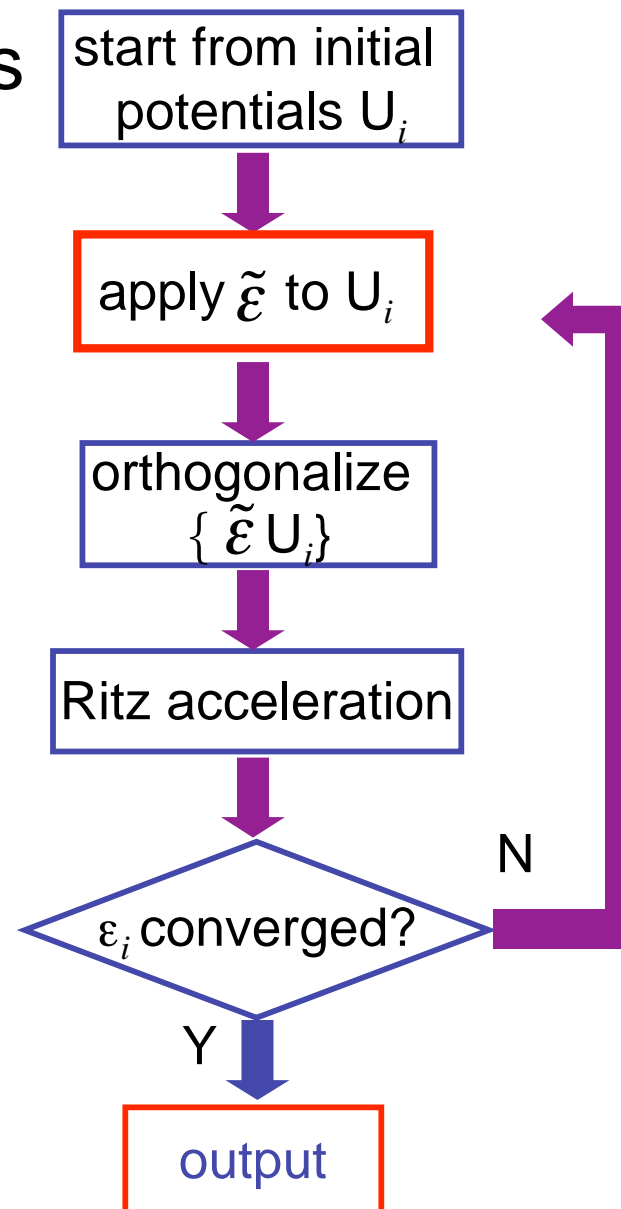 s
start from initial
potentials Uᵢ
apply ε̃ to Uᵢ
orthogonalize
{ ε̃ Uᵢ}
Ritz acceleration
N
εᵢ converged?
Y
output